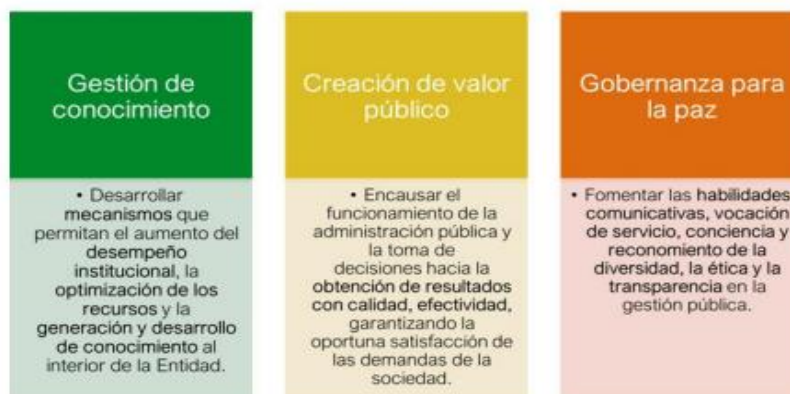 Gestión de
conocimiento
• Desarrollar
mecanismos que
permitan el aumento del
desempeño
institucional, la
optimización de los
recursos y la
generación y desarrollo
de conocimiento al
interior de la Entidad.
Creación de valor
público
• Encausar el
funcionamiento de la
administración pública y
la toma de
decisiones hacia la
obtención de resultados
con calidad, efectividad,
garantizando la
oportuna satisfacción de
las demandas de la
sociedad.
Gobernanza para
la paz
• Fomentar las habilidades
comunicativas, vocación
de servicio, conciencia y
reconomiento de la
diversidad, la ética y la
transparencia en la
gestión pública.